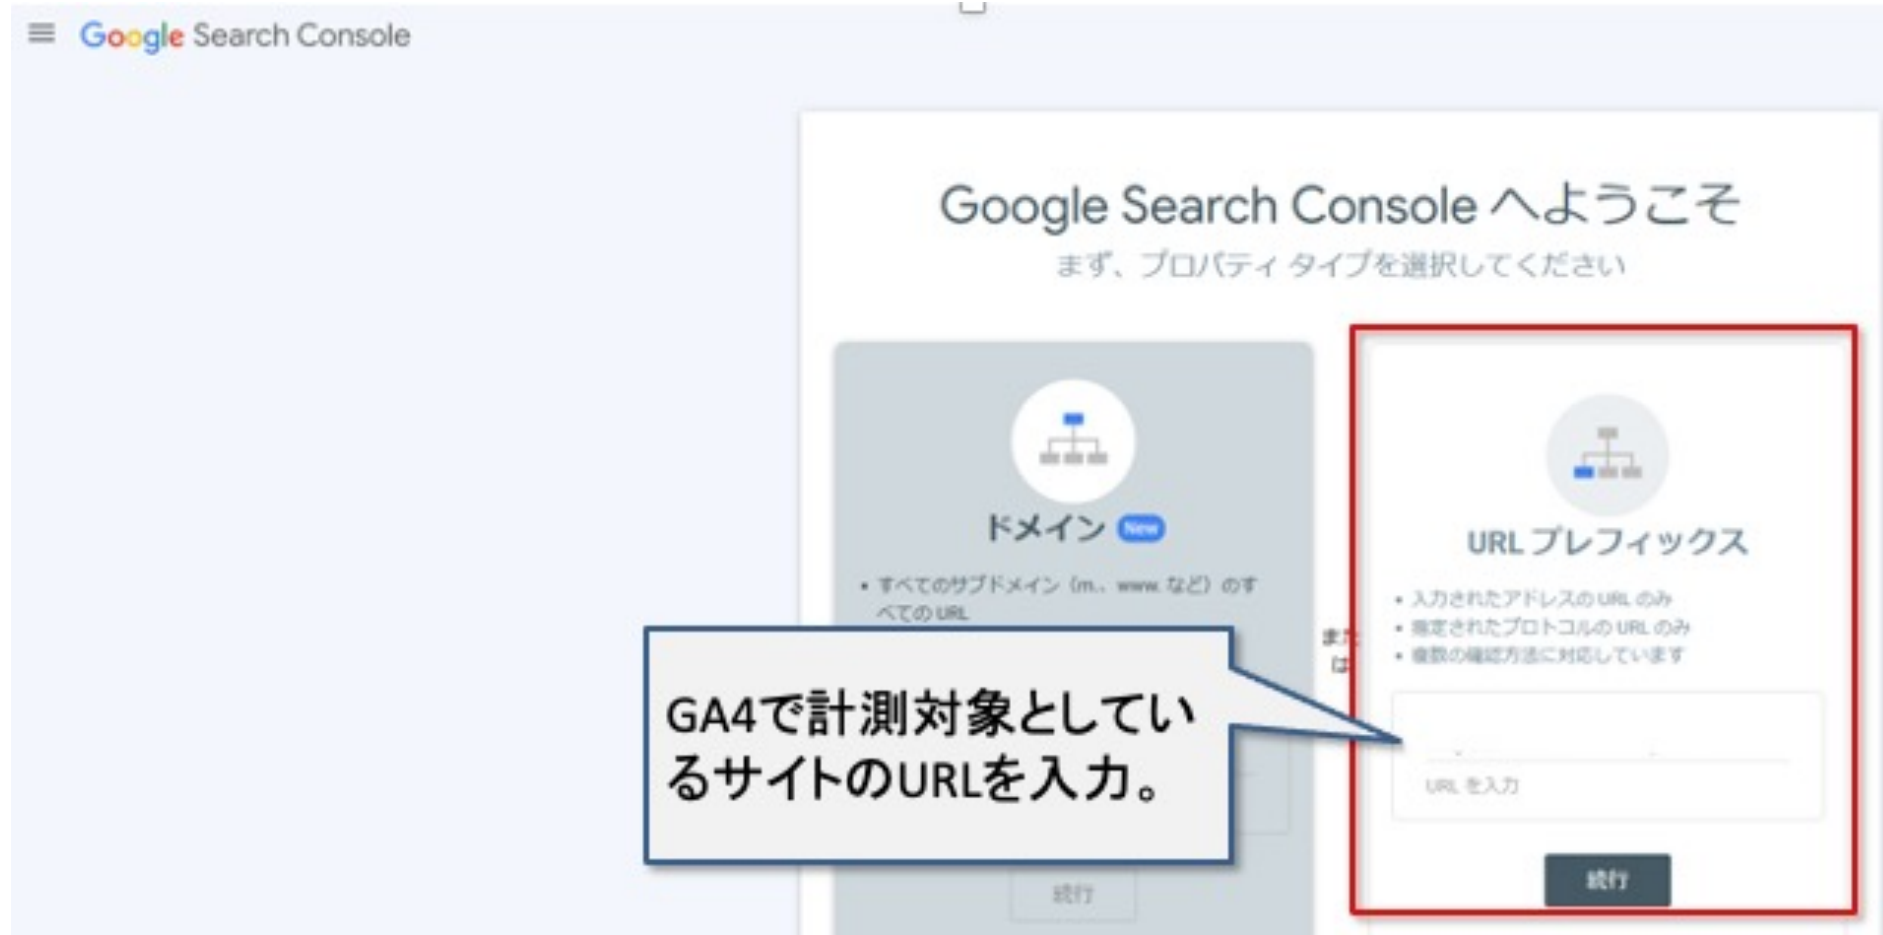 Google Search Console
Google Search Console へようこそ
まず、プロパティ タイプを選択してください
ドメイン New
• すべてのサブドメイン（m.、www. など）のす
べての URL
また
は
URL プレフィックス
• 入力されたアドレスの URL のみ
• 指定されたプロトコルの URL のみ
• 複数の確認方法に対応しています
GA4で計測対象としてい
るサイトのURLを入力。
URL を入力
続行
続行